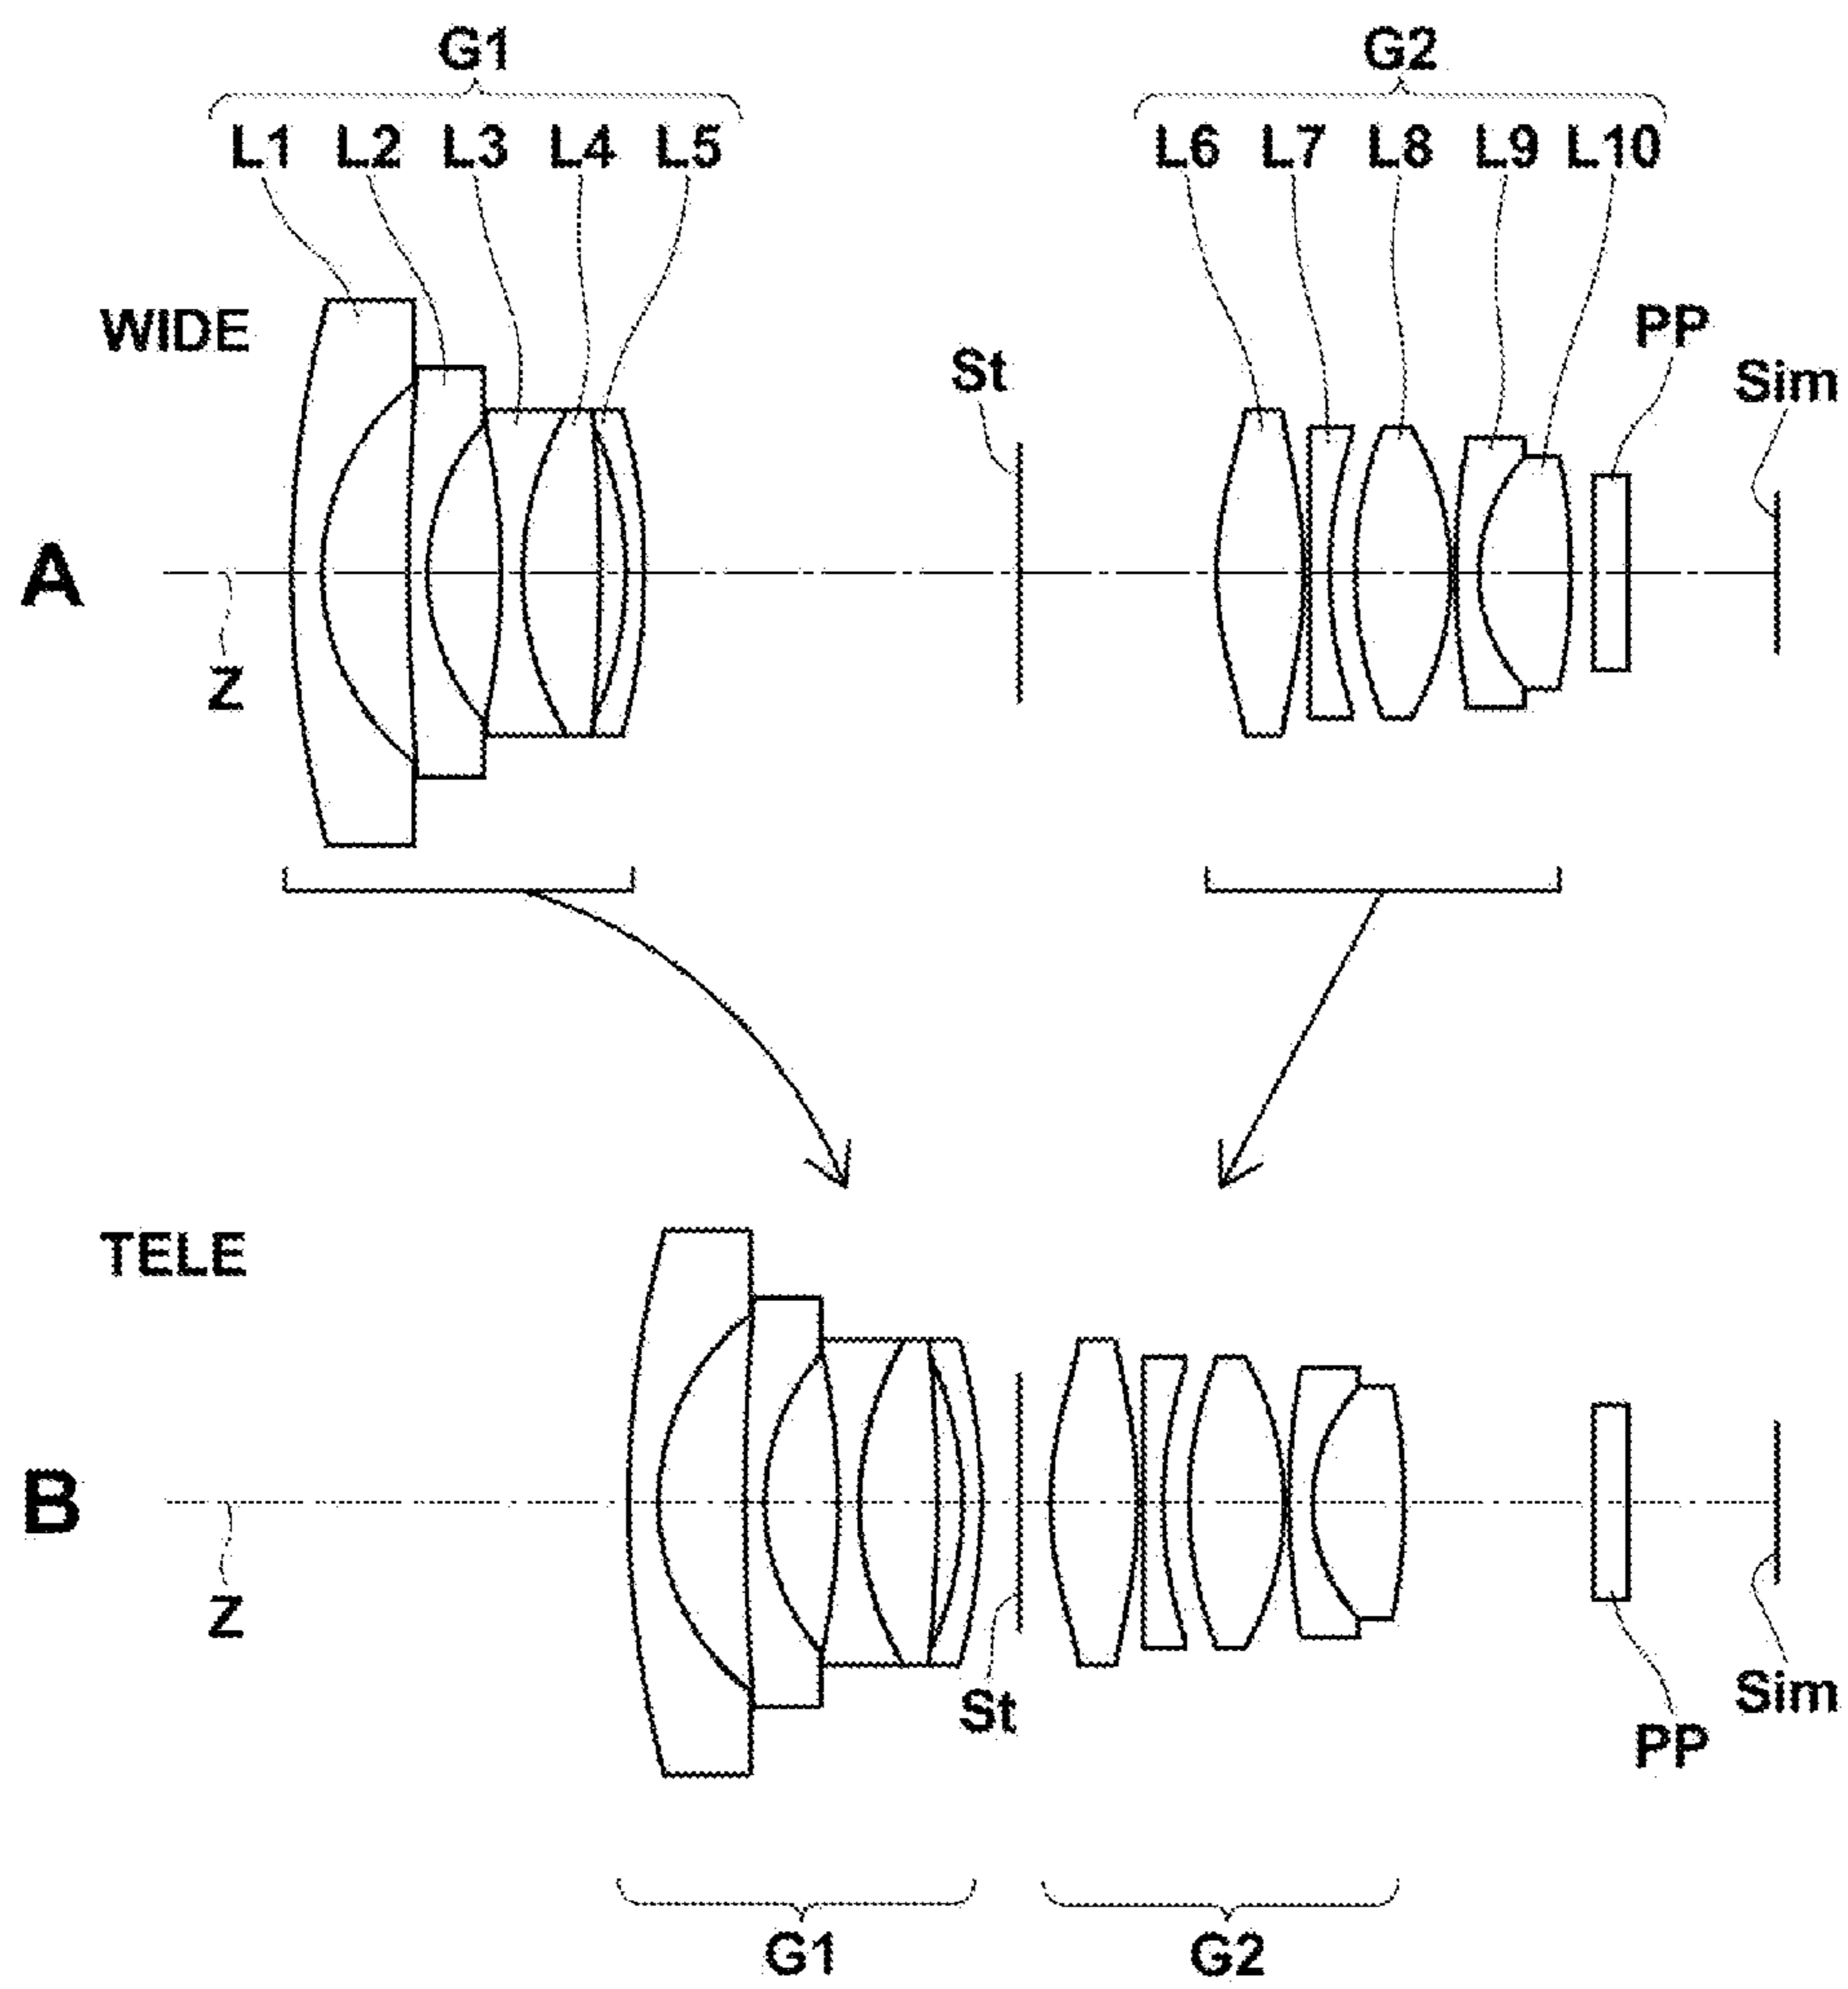 G1 G2
L1 L2 L3 L4 L5 L6 L7 L8 L9 L10
WIDE St PP Sim
A
Z
TELE
B
Z
St Sim
PP
G1 G2